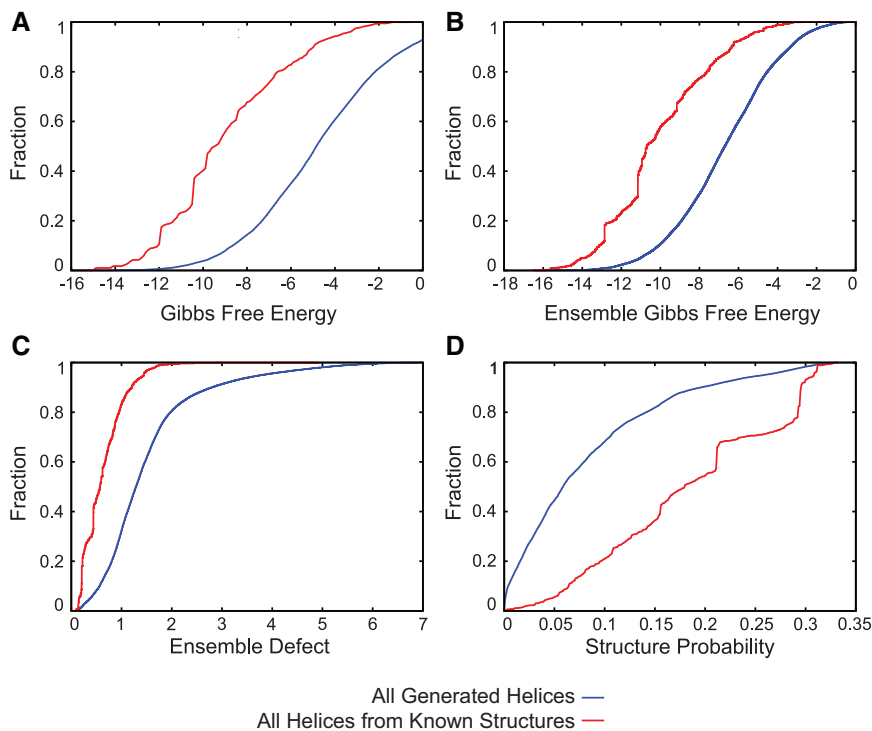 A
1
0.8
0.6
0.4
0.2
0
Fraction
-16 -14 -12 -10 -8 -6 -4 -2 0
Gibbs Free Energy
B
1
0.8
0.6
0.4
0.2
0
Fraction
-18 -16 -14 -12 -10 -8 -6 -4 -2 0
Ensemble Gibbs Free Energy
C
1
0.8
0.6
0.4
0.2
0
Fraction
0 1 2 3 4 5 6 7
Ensemble Defect
D
1
0.8
0.6
0.4
0.2
0
Fraction
0 0.05 0.1 0.15 0.2 0.25 0.3 0.35
Structure Probability
All Generated Helices
All Helices from Known Structures